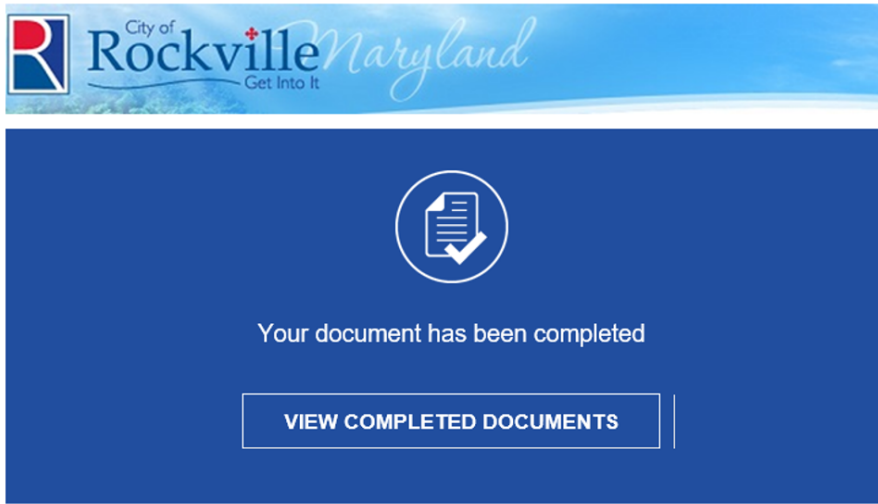 City of
Rockville Maryland
Get Into It
Your document has been completed
VIEW COMPLETED DOCUMENTS